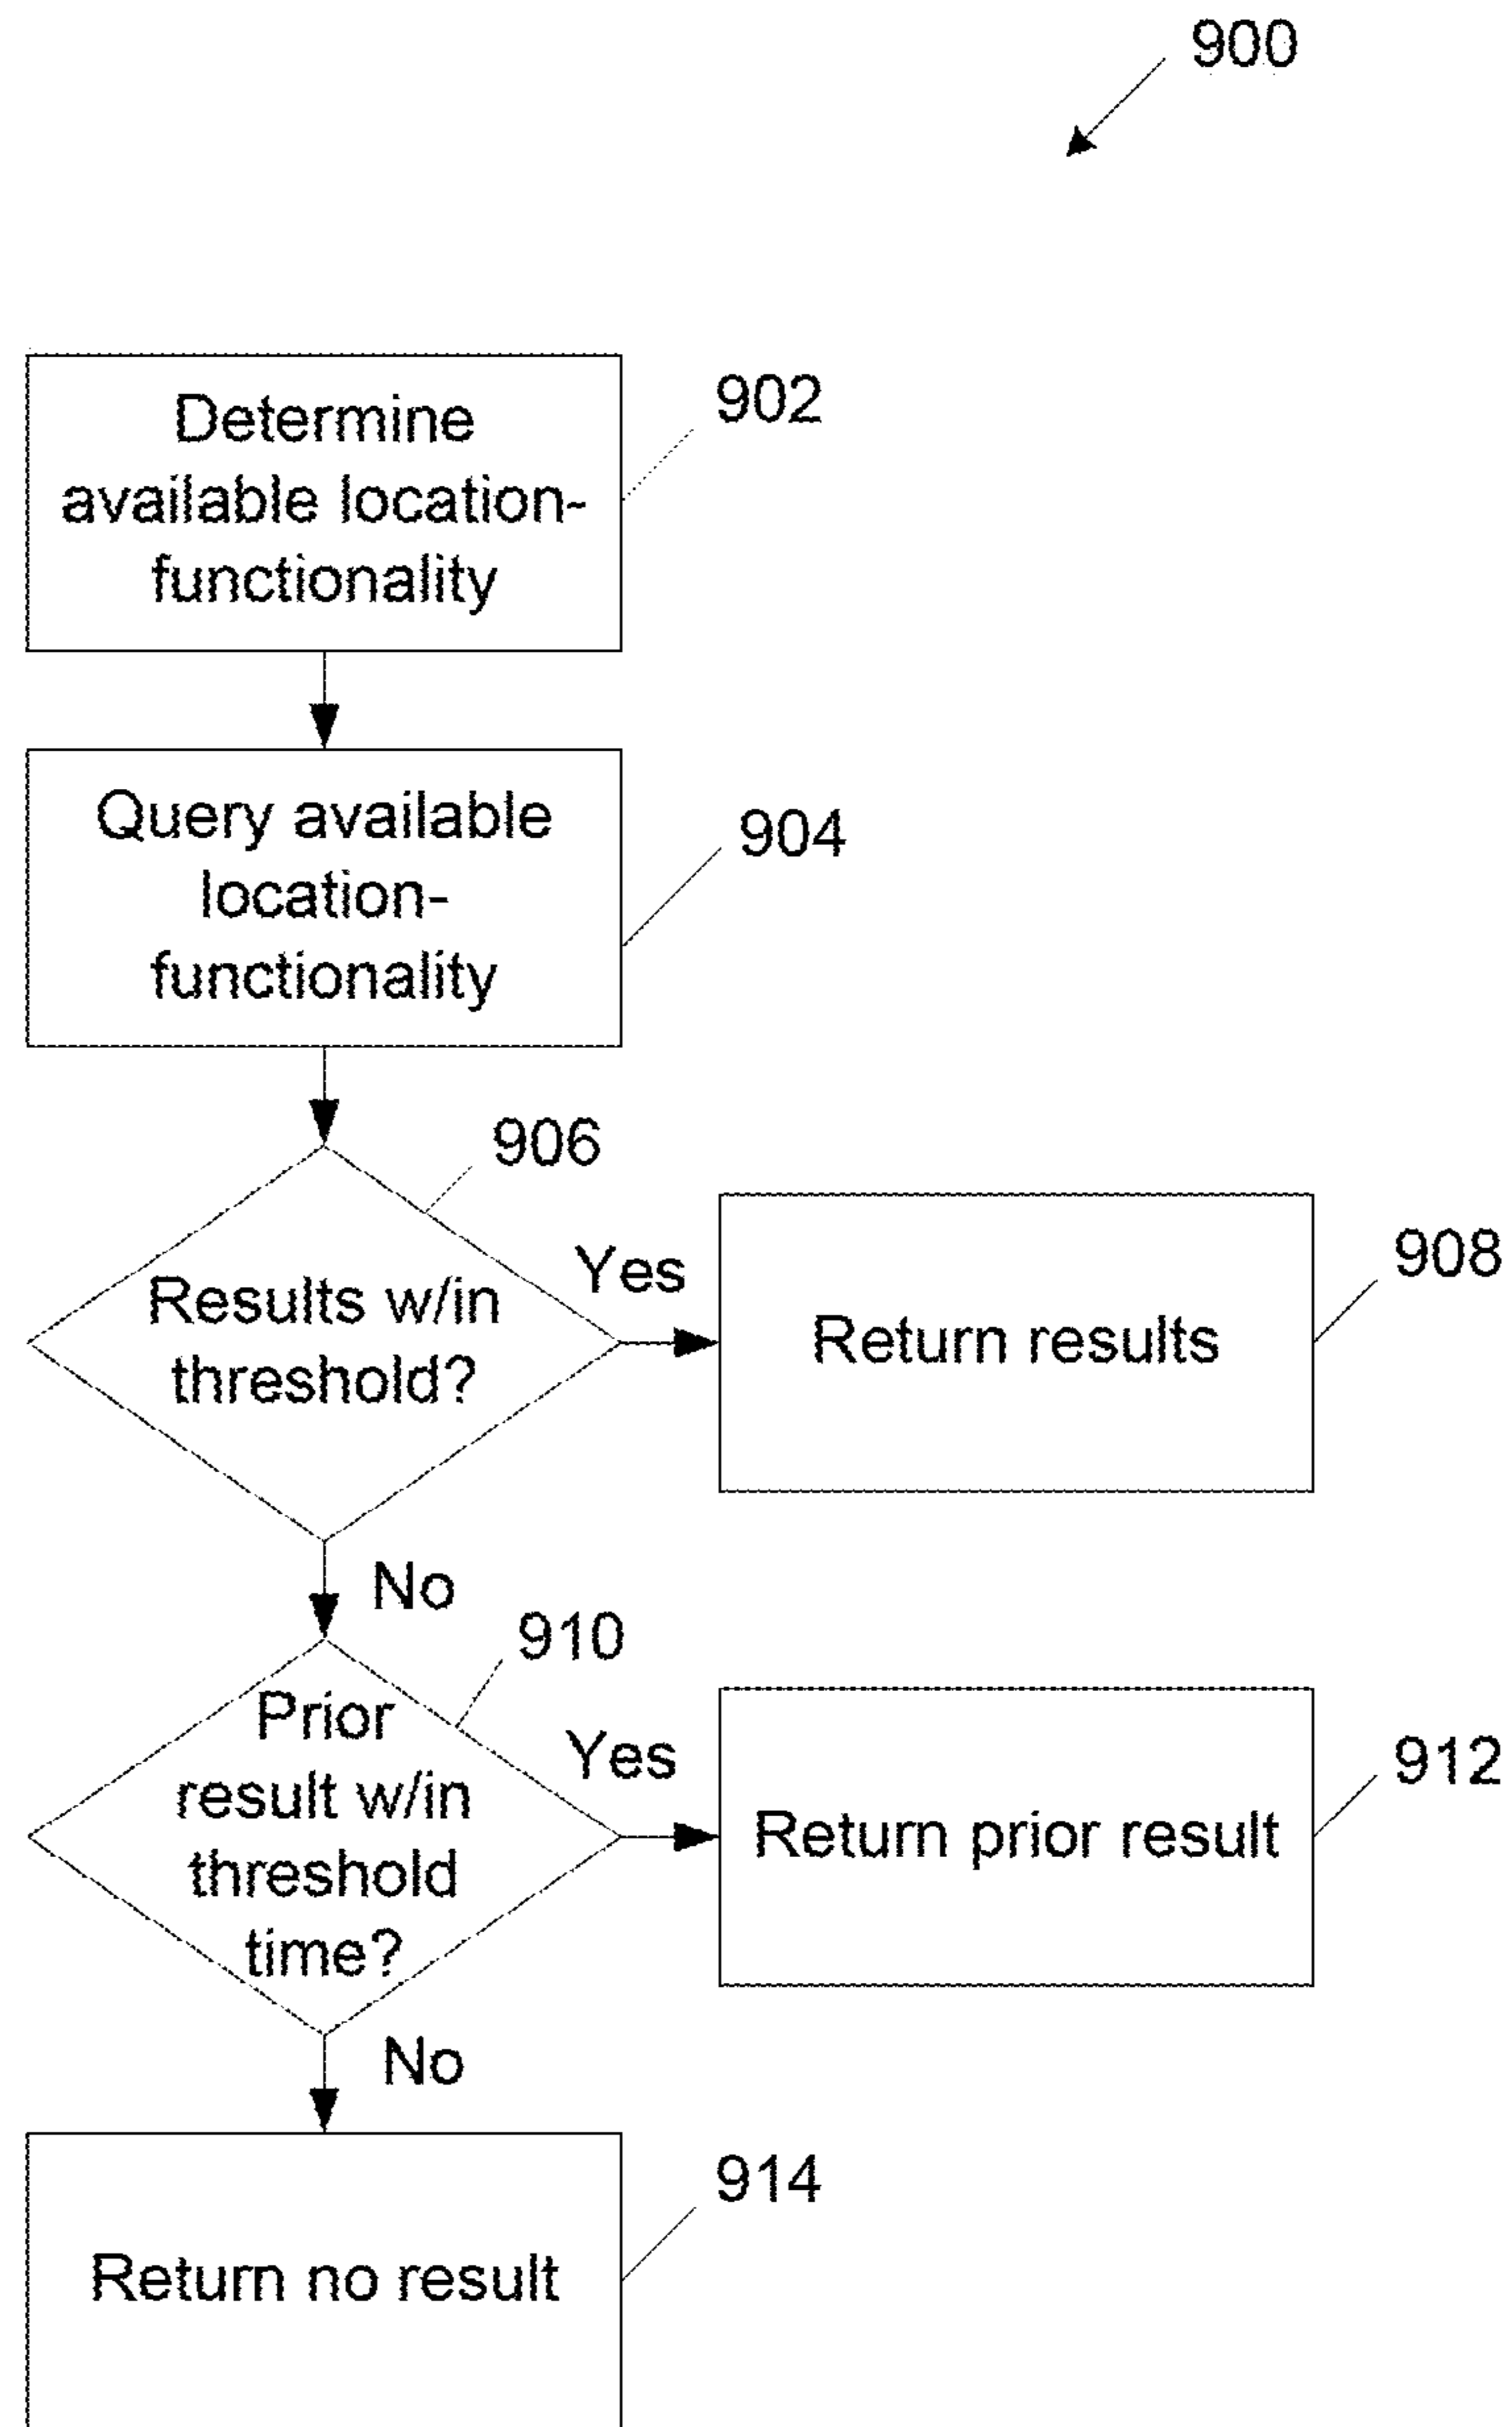 900
Determine
available location-
functionality
902
Query available
location-
functionality
904
906
Results w/in
threshold?
Yes
Return results
908
No
910
Prior
result w/in
threshold
time?
Yes
Return prior result
912
No
Return no result
914